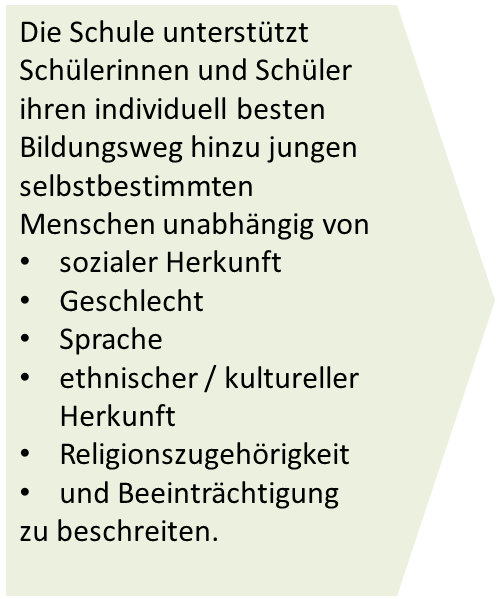 Die Schule unterstützt
Schülerinnen und Schüler
ihren individuell besten
Bildungsweg hinzu jungen
selbstbestimmten
Menschen unabhängig von
• sozialer Herkunft
• Geschlecht
• Sprache
• ethnischer / kultureller
Herkunft
• Religionszugehörigkeit
• und Beeinträchtigung
zu beschreiten.